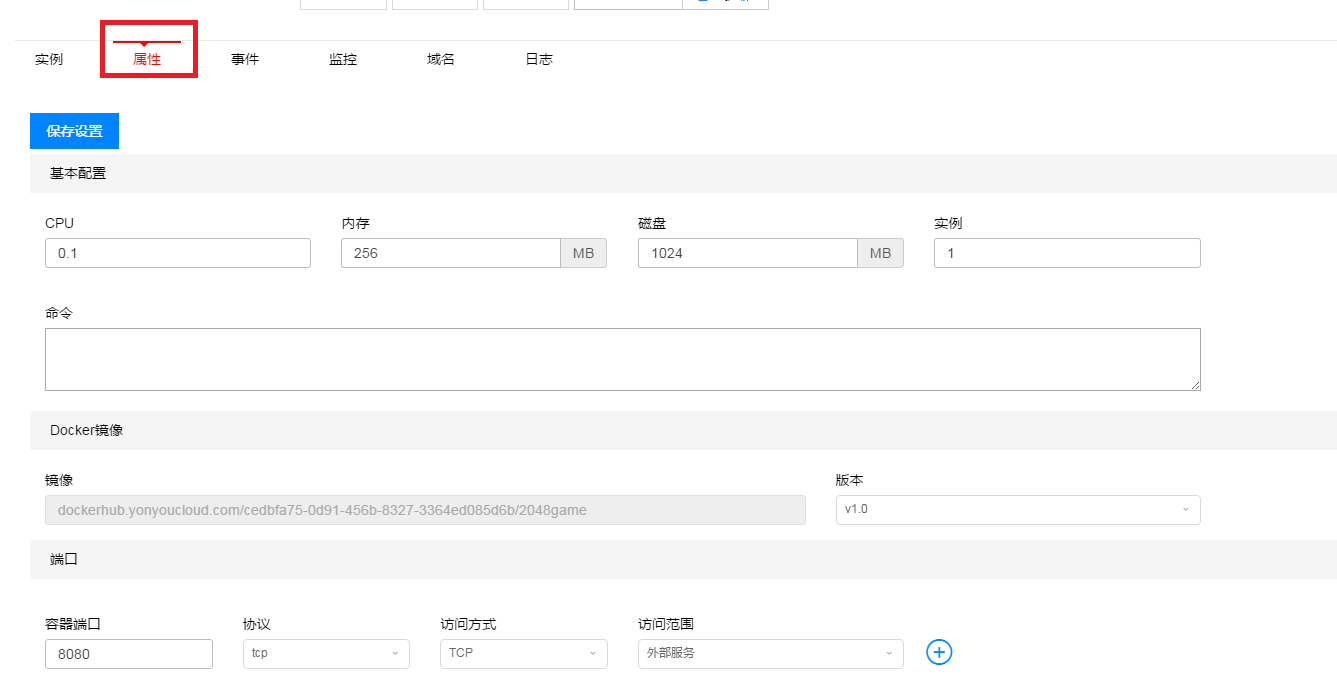 实例 属性 事件 监控 域名 日志
保存设置
基本配置
CPU 内存 磁盘 实例
0.1 256 MB 1024 MB 1
命令
Docker镜像
镜像 版本
dockerhub.yonyoucloud.com/cedbfa75-0d91-456b-8327-3364ed085d6b/2048game v1.0
端口
容器端口 协议 访问方式 访问范围
8080 tcp TCP 外部服务